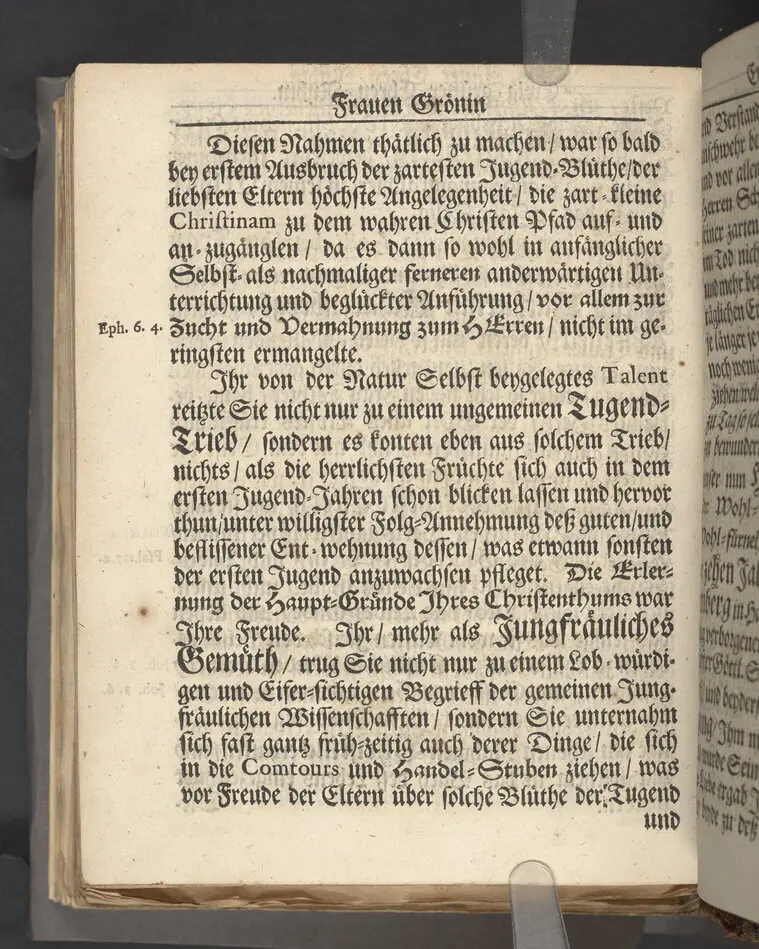 Frauen Grönin
Diesen Nahmen thätlich zu machen / war so bald
bey erstem Ausbruch der zartesten Jugend-Blüthe/der
liebsten Eltern höchste Angelegenheit / die zart-kleine
Christinam zu dem wahren Christen Pfad auf- und
an-zugänglen / da es dann so wohl in anfänglicher
Selbst- als nachmaliger ferneren anderwärtigen Un-
terrichtung und beglückter Anführung / vor allem zur
Eph. 6. 4. Zucht und Vermahnung zum HErren / nicht im ge-
ringsten ermangelte.
Ihr von der Natur Selbst beygelegtes Talent
reitzte Sie nicht nur zu einem ungemeinen Tugend-
Trieb / sondern es konten eben aus solchem Trieb/
nichts / als die herrlichsten Früchte sich auch in dem
ersten Jugend-Jahren schon blicken lassen und hervor
thun/unter willigster Folg-Annehmung deß guten/und
beflissener Ent-wehnung dessen / was etwann sonsten
der ersten Jugend anzuwachsen pfleget. Die Erler-
nung der Haupt-Gründe Ihres Christenthums war
Ihre Freude. Ihr / mehr als Jungfräuliches
Gemüth / trug Sie nicht nur zu einem Lob-würdi-
gen und Eifer-sichtigen Begrieff der gemeinen Jung-
fräulichen Wissenschafften / sondern Sie unternahm
sich fast gantz früh-zeitig auch derer Dinge / die sich
in die Comtours und Handel-Stuben ziehen / was
vor Freude der Eltern über solche Blüthe der Tugend
und